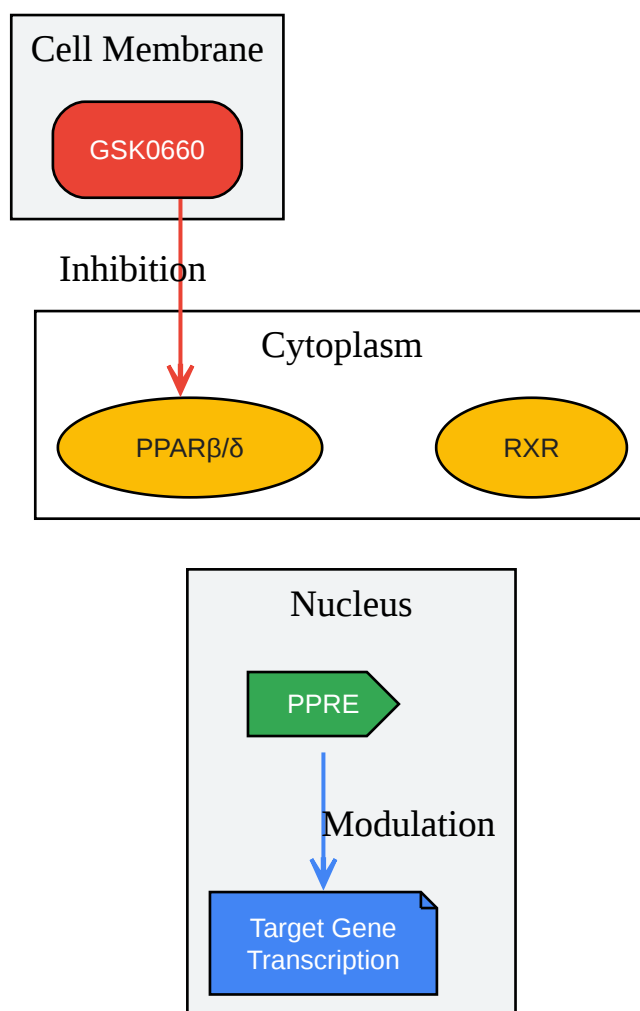 Cell Membrane
GSK0660
Inhibition
Cytoplasm
PPARβ/δ
RXR
Nucleus
PPRE
Modulation
Target Gene
Transcription